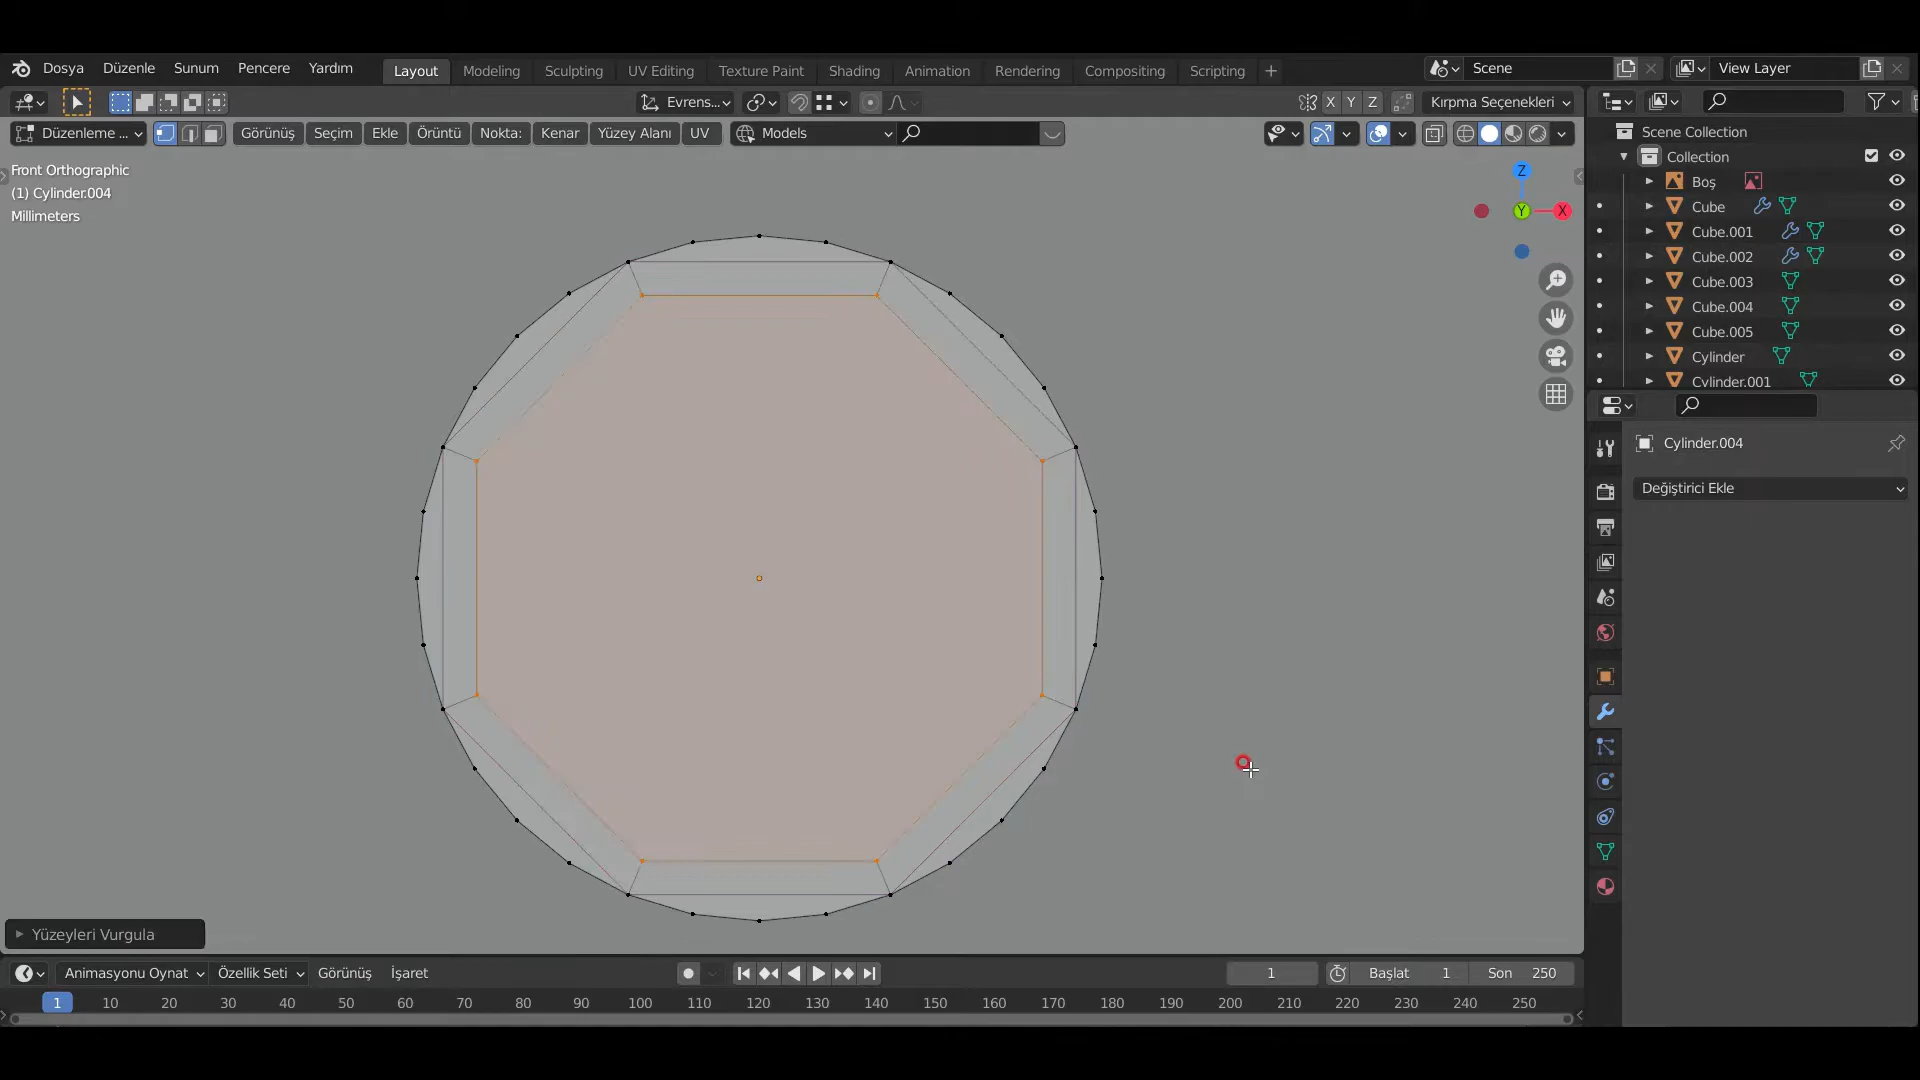 Dosya Düzenle Sunum Pencere Yardım Layout Modeling Sculpting UV Editing Texture Paint Shading Animation Rendering Compositing Scripting + Scene View Layer
Evrens... X Y Z Kırpma Seçenekleri
Düzenleme ... Görünüş Seçim Ekle Örüntü Nokta: Kenar Yüzey Alanı UV Models
Front Orthographic
(1) Cylinder.004
Millimeters
Z
Y
X
Scene Collection
Collection
Boş
Cube
Cube.001
Cube.002
Cube.003
Cube.004
Cube.005
Cylinder
Cylinder.001
Cylinder.004
Değiştirici Ekle
Yüzeyleri Vurgula
Animasyonu Oynat Özellik Seti Görünüş İşaret 1 Başlat 1 Son 250
1 10 20 30 40 50 60 70 80 90 100 110 120 130 140 150 160 170 180 190 200 210 220 230 240 250